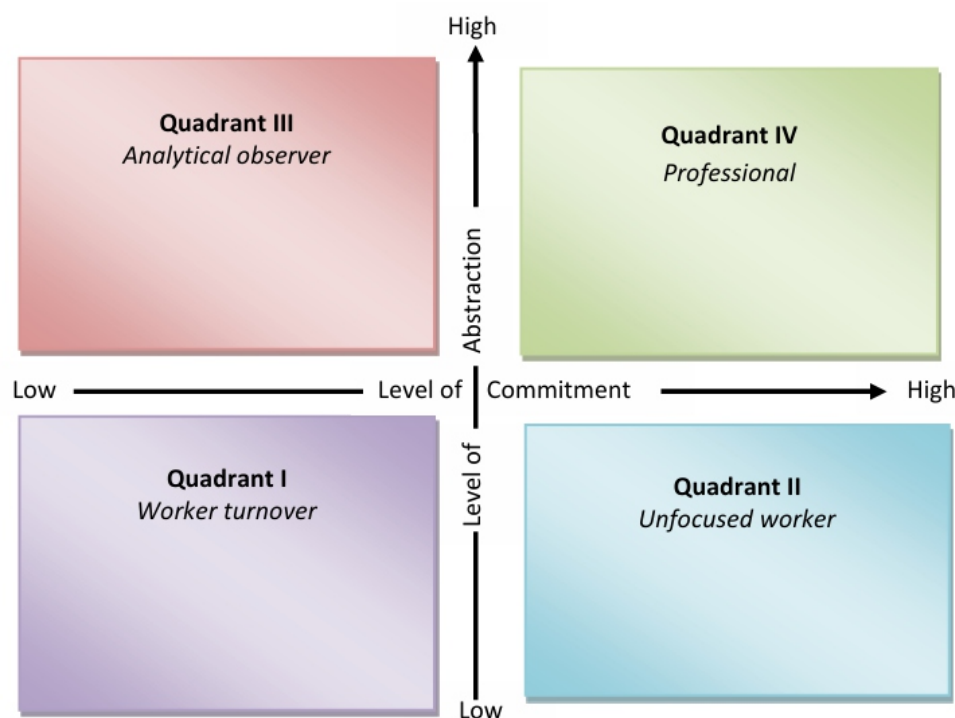 High
Quadrant III
Analytical observer
Quadrant IV
Professional
Abstraction
Low
Level of
Commitment
High
Level of
Quadrant I
Worker turnover
Quadrant II
Unfocused worker
Low